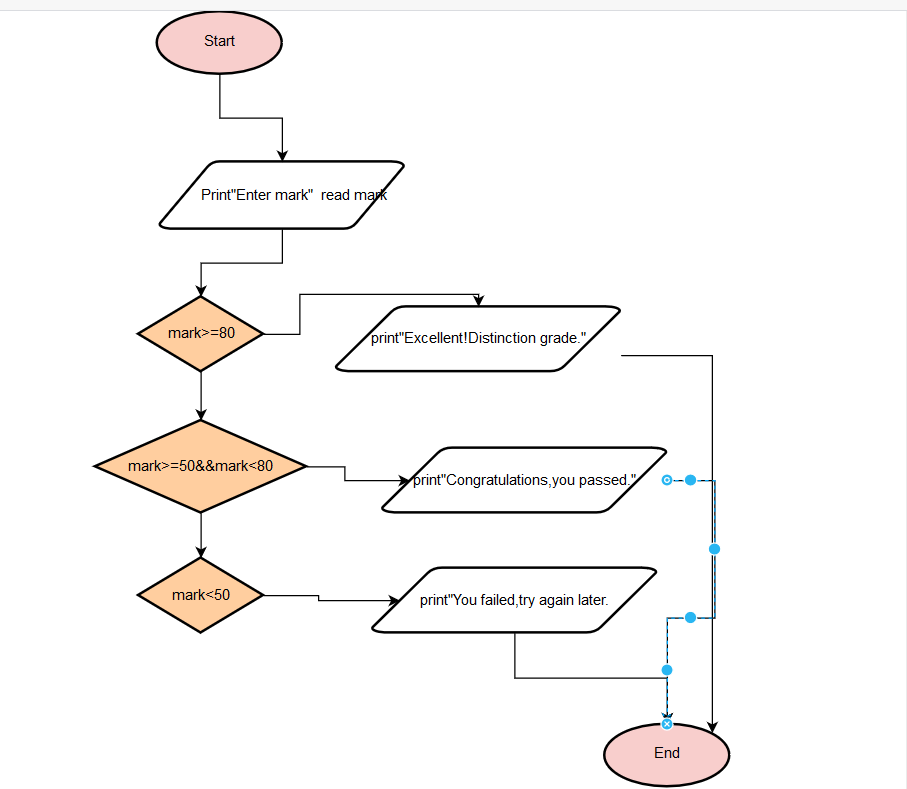 Start
Print"Enter mark"  read mark
mark>=80
print"Excellent!Distinction grade."
mark>=50&&mark<80
print"Congratulations,you passed."
mark<50
print"You failed,try again later.
End